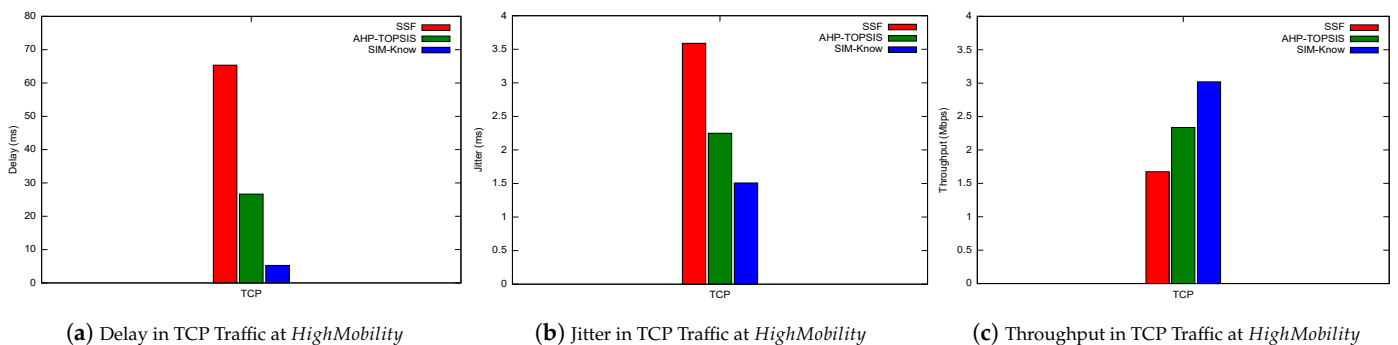 80
70
60
50
40
30
20
10
0
Delay (ms)
TCP
SSF
AHP-TOPSIS
SIM-Know
(a) Delay in TCP Traffic at HighMobility
4
3.5
3
2.5
2
1.5
1
0.5
0
Jitter (ms)
TCP
SSF
AHP-TOPSIS
SIM-Know
(b) Jitter in TCP Traffic at HighMobility
4
3.5
3
2.5
2
1.5
1
0.5
0
Throughput (Mbps)
TCP
SSF
AHP-TOPSIS
SIM-Know
(c) Throughput in TCP Traffic at HighMobility